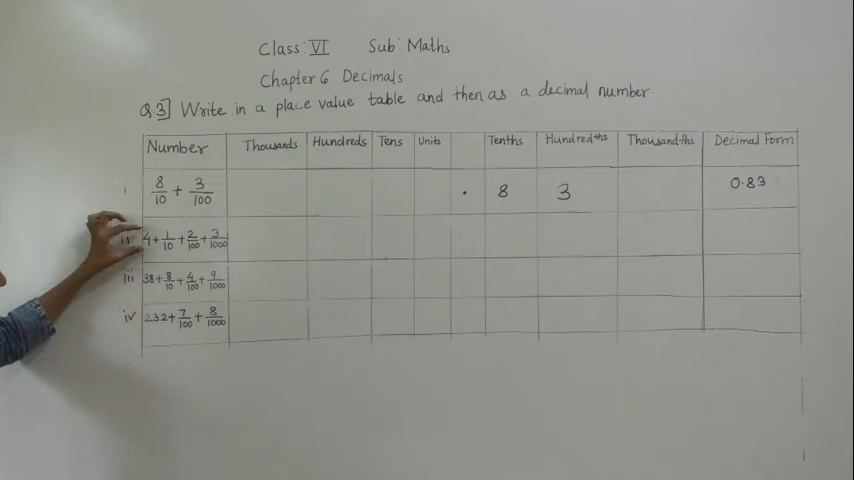 Class: VI Sub: Maths
Chapter 6 Decimals
Q 3] Write in a place value table and then as a decimal number.
Number Thousands Hundreds Tens Units Tenths Hundredths Thousandths Decimal Form
i 8/10 + 3/100 . 8 3 0.83
ii 4 + 1/10 + 2/100 + 3/1000
iii 38 + 8/10 + 4/100 + 9/1000
iv 232 + 7/100 + 8/1000